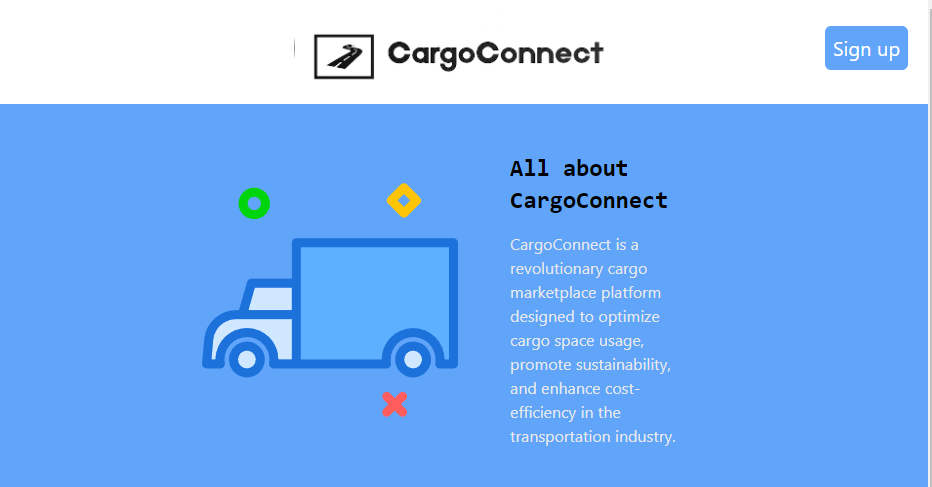 CargoConnect
Sign up
All about
CargoConnect
CargoConnect is a
revolutionary cargo
marketplace platform
designed to optimize
cargo space usage,
promote sustainability,
and enhance cost-
efficiency in the
transportation industry.